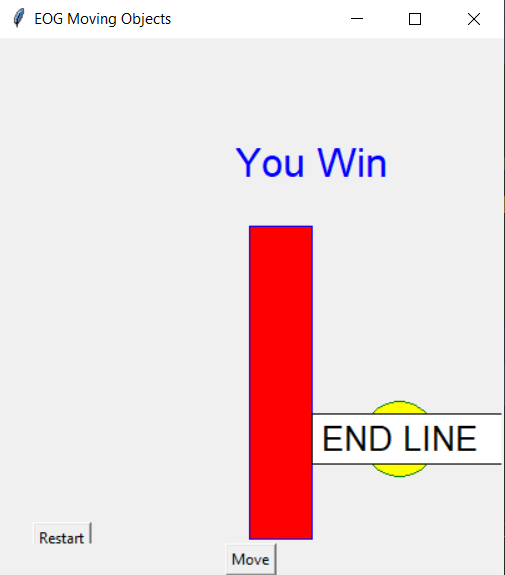 EOG Moving Objects
You Win
END LINE
Restart
Move